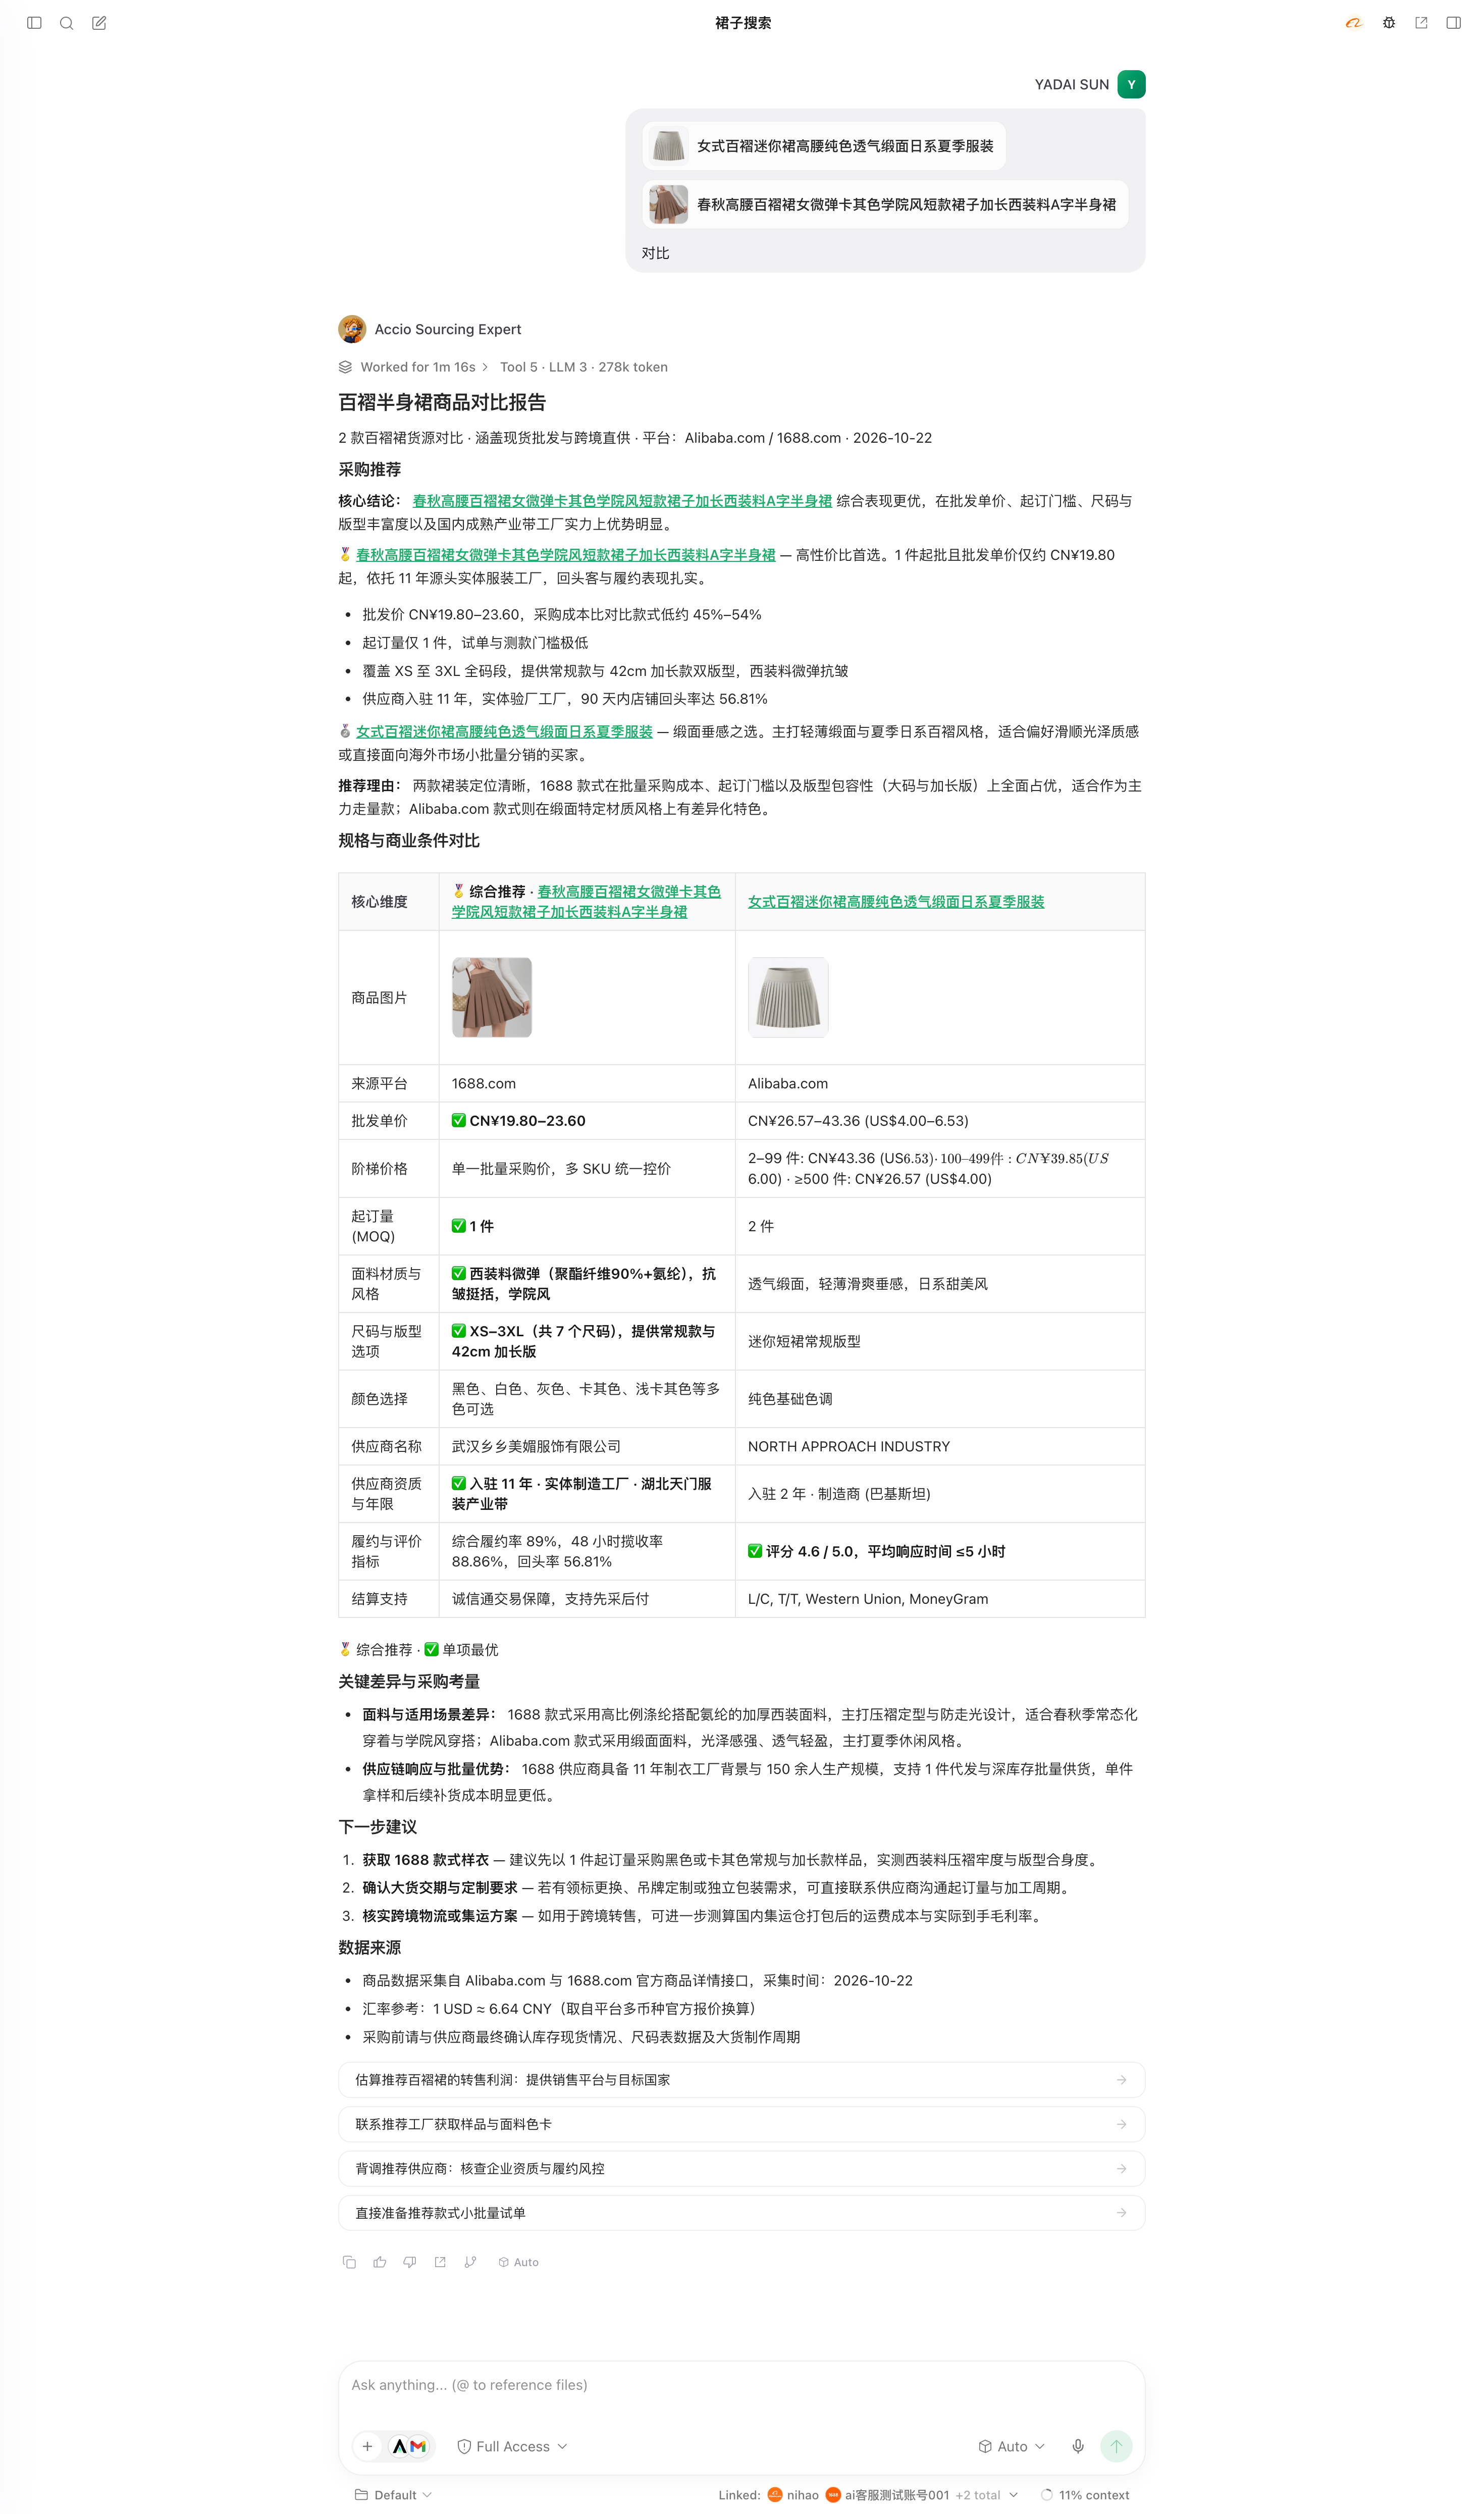 裙子搜索
YADAI SUN
Y
女式百褶迷你裙高腰纯色透气缎面日系夏季服装
春秋高腰百褶裙女微弹卡其色学院风短款裙子加长西装料A字半身裙
对比
Accio Sourcing Expert
Worked for 1m 16s
Tool 5 · LLM 3 · 278k token
百褶半身裙商品对比报告
2 款百褶裙货源对比 · 涵盖现货批发与跨境直供 · 平台：Alibaba.com / 1688.com · 2026-10-22
采购推荐
核心结论： 春秋高腰百褶裙女微弹卡其色学院风短款裙子加长西装料A字半身裙 综合表现更优，在批发单价、起订门槛、尺码与
版型丰富度以及国内成熟产业带工厂实力上优势明显。
🥇 春秋高腰百褶裙女微弹卡其色学院风短款裙子加长西装料A字半身裙 — 高性价比首选。1 件起批且批发单价仅约 CN¥19.80
起，依托 11 年源头实体服装工厂，回头客与履约表现扎实。
• 批发价 CN¥19.80–23.60，采购成本比对比款式低约 45%–54%
• 起订量仅 1 件，试单与测款门槛极低
• 覆盖 XS 至 3XL 全码段，提供常规款与 42cm 加长款双版型，西装料微弹抗皱
• 供应商入驻 11 年，实体验厂工厂，90 天内店铺回头率达 56.81%
🥈 女式百褶迷你裙高腰纯色透气缎面日系夏季服装 — 缎面垂感之选。主打轻薄缎面与夏季日系百褶风格，适合偏好滑顺光泽质感
或直接面向海外市场小批量分销的买家。
推荐理由： 两款裙装定位清晰，1688 款式在批量采购成本、起订门槛以及版型包容性（大码与加长版）上全面占优，适合作为主
力走量款；Alibaba.com 款式则在缎面特定材质风格上有差异化特色。
规格与商业条件对比
核心维度
🥇 综合推荐 · 春秋高腰百褶裙女微弹卡其色
学院风短款裙子加长西装料A字半身裙
女式百褶迷你裙高腰纯色透气缎面日系夏季服装
商品图片
来源平台
1688.com
Alibaba.com
批发单价
✅ CN¥19.80–23.60
CN¥26.57–43.36 (US$4.00–6.53)
阶梯价格
单一批量采购价，多 SKU 统一控价
2–99 件: CN¥43.36 (US6.53)·100–499件：CN¥39.85(US
6.00) · ≥500 件: CN¥26.57 (US$4.00)
起订量
(MOQ)
✅ 1 件
2 件
面料材质与
风格
✅ 西装料微弹（聚酯纤维90%+氨纶），抗
皱挺括，学院风
透气缎面，轻薄滑爽垂感，日系甜美风
尺码与版型
选项
✅ XS–3XL（共 7 个尺码），提供常规款与
42cm 加长版
迷你短裙常规版型
颜色选择
黑色、白色、灰色、卡其色、浅卡其色等多
色可选
纯色基础色调
供应商名称
武汉乡乡美媚服饰有限公司
NORTH APPROACH INDUSTRY
供应商资质
与年限
✅ 入驻 11 年 · 实体制造工厂 · 湖北天门服
装产业带
入驻 2 年 · 制造商 (巴基斯坦)
履约与评价
指标
综合履约率 89%，48 小时揽收率
88.86%，回头率 56.81%
✅ 评分 4.6 / 5.0，平均响应时间 ≤5 小时
结算支持
诚信通交易保障，支持先采后付
L/C, T/T, Western Union, MoneyGram
🥇 综合推荐 · ✅ 单项最优
关键差异与采购考量
• 面料与适用场景差异： 1688 款式采用高比例涤纶搭配氨纶的加厚西装面料，主打压褶定型与防走光设计，适合春秋季常态化
穿着与学院风穿搭；Alibaba.com 款式采用缎面面料，光泽感强、透气轻盈，主打夏季休闲风格。
• 供应链响应与批量优势： 1688 供应商具备 11 年制衣工厂背景与 150 余人生产规模，支持 1 件代发与深库存批量供货，单件
拿样和后续补货成本明显更低。
下一步建议
1. 获取 1688 款式样衣 — 建议先以 1 件起订量采购黑色或卡其色常规与加长款样品，实测西装料压褶牢度与版型合身度。
2. 确认大货交期与定制要求 — 若有领标更换、吊牌定制或独立包装需求，可直接联系供应商沟通起订量与加工周期。
3. 核实跨境物流或集运方案 — 如用于跨境转售，可进一步测算国内集运仓打包后的运费成本与实际到手毛利率。
数据来源
• 商品数据采集自 Alibaba.com 与 1688.com 官方商品详情接口，采集时间：2026-10-22
• 汇率参考：1 USD ≈ 6.64 CNY（取自平台多币种官方报价换算）
• 采购前请与供应商最终确认库存现货情况、尺码表数据及大货制作周期
估算推荐百褶裙的转售利润：提供销售平台与目标国家
联系推荐工厂获取样品与面料色卡
背调推荐供应商：核查企业资质与履约风控
直接准备推荐款式小批量试单
Auto
Ask anything... (@ to reference files)
Full Access
Auto
Default
Linked: nihao ai客服测试账号001 +2 total
11% context